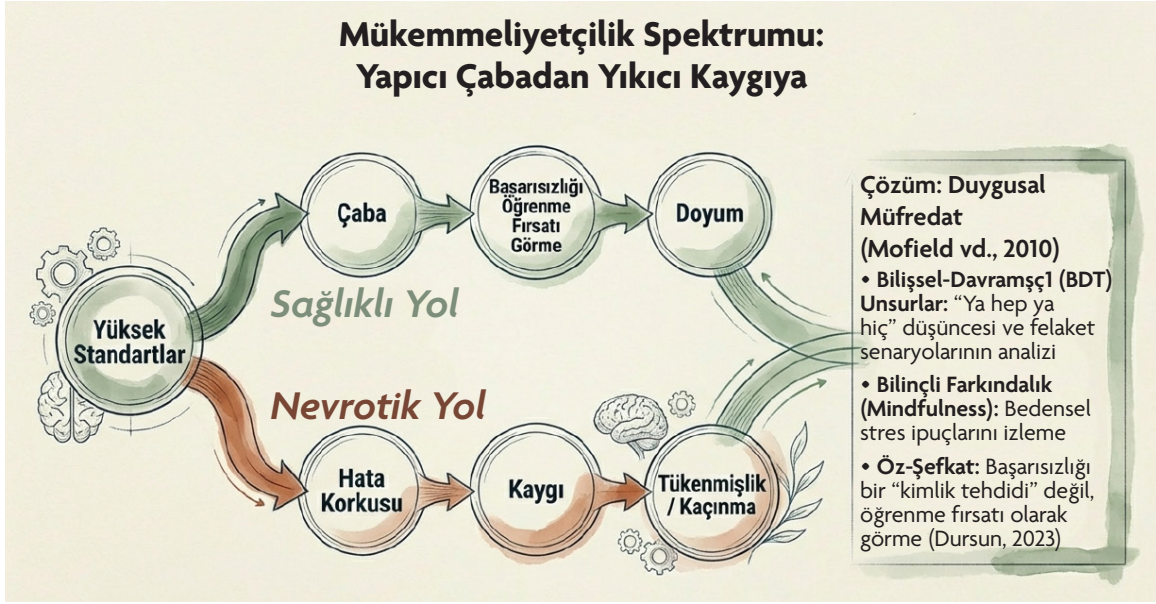 Mükemmeliyetçilik Spektrumu:
Yapıcı Çabadan Yıkıcı Kaygıya
Yüksek
Standartlar
Sağlıklı Yol
Çaba
Başarısızlığı
Öğrenme
Fırsatı
Görme
Doyum
Nevrotik Yol
Hata
Korkusu
Kaygı
Tükenmişlik
/ Kaçınma
Çözüm: Duygusal
Müfredat
(Mofield vd., 2010)
• Bilişsel-Davramşç1 (BDT)
Unsurlar: “Ya hep ya
hiç” düşüncesi ve felaket
senaryolarının analizi
• Bilinçli Farkındalık
(Mindfulness): Bedensel
stres ipuçlarını izleme
• Öz-Şefkat: Başarısızlığı
bir “kimlik tehdidi” değil,
öğrenme fırsatı olarak
görme (Dursun, 2023)